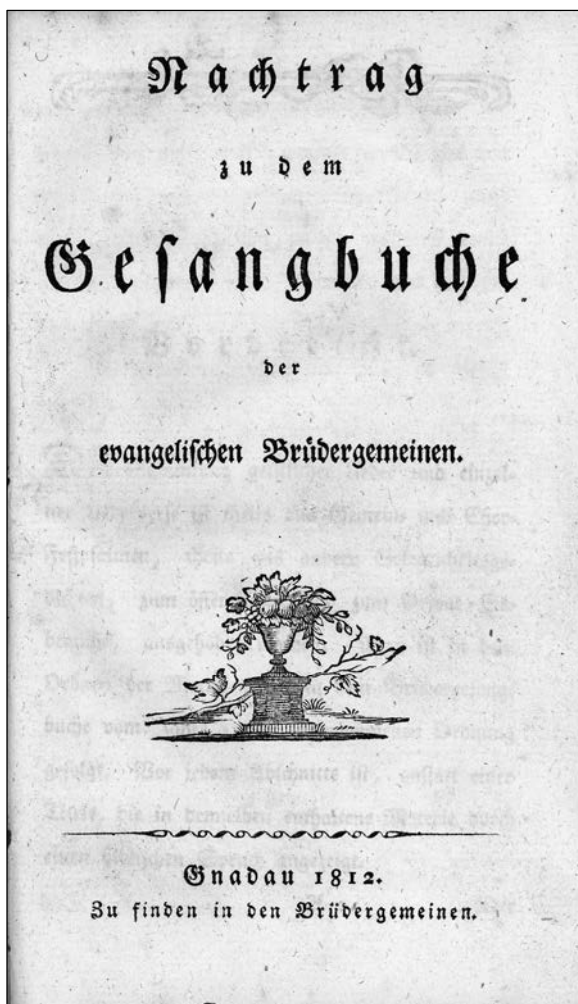 Nachtrag
zu dem
Geſangbuche
der
evangeliſchen Brüdergemeinen.
Gnadau 1812.
Zu finden in den Brüdergemeinen.